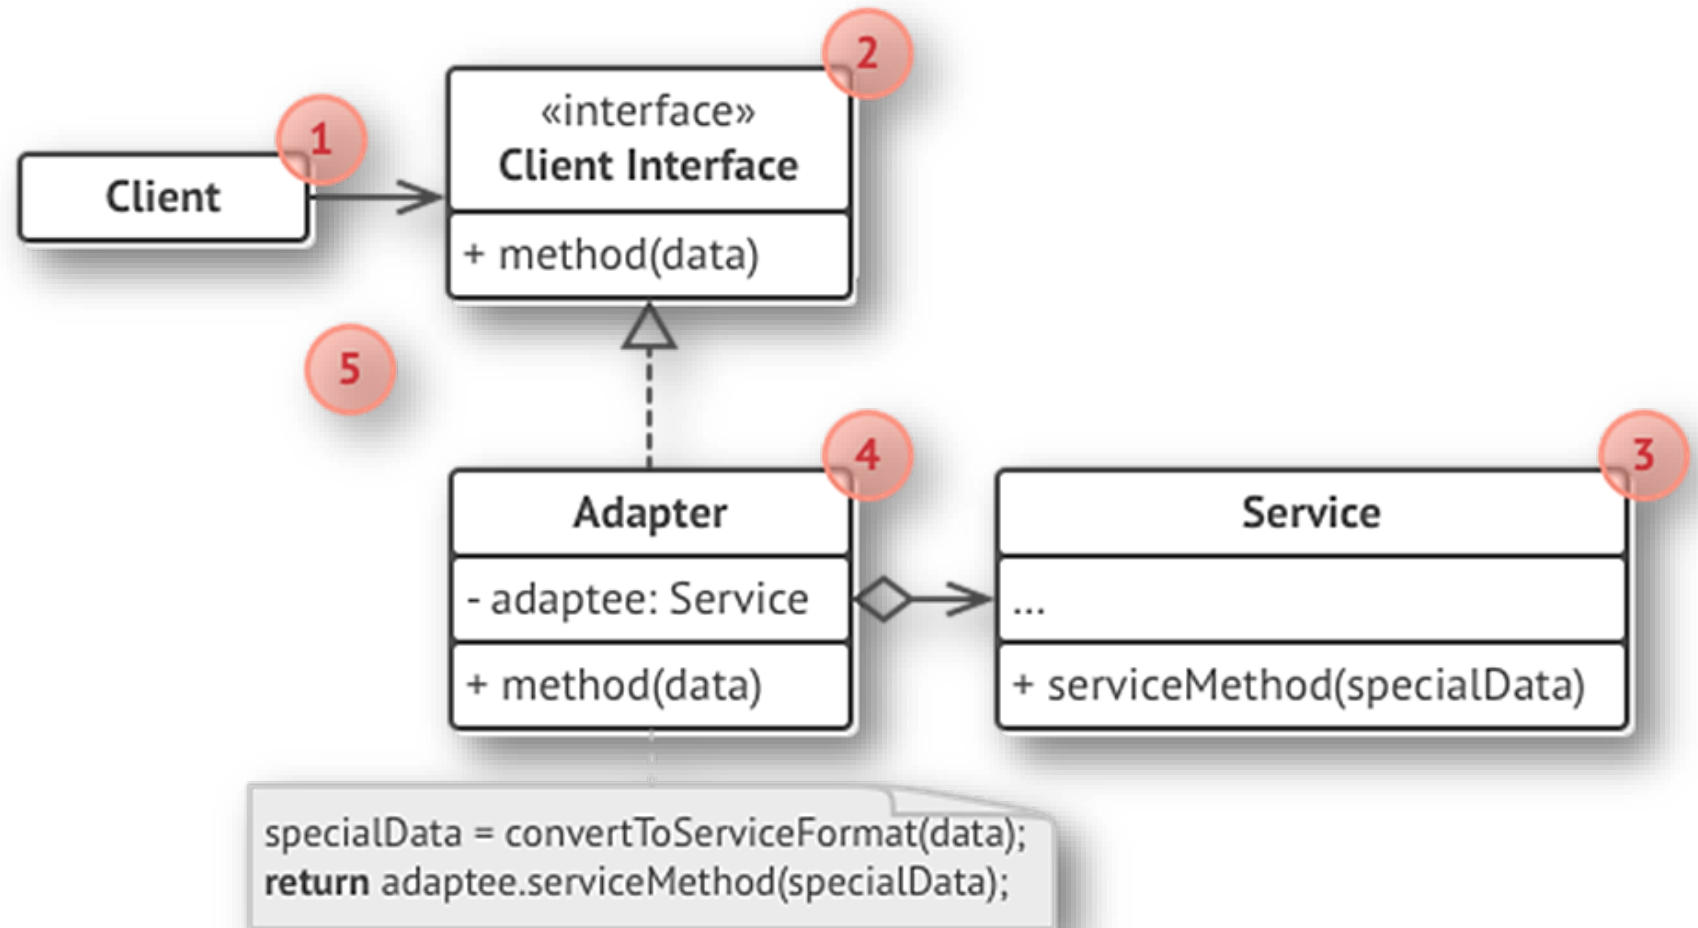 1
Client
2
«interface»
Client Interface
+ method(data)
5
4
Adapter
- adaptee: Service
+ method(data)
3
Service
...
+ serviceMethod(specialData)
specialData = convertToServiceFormat(data);
return adaptee.serviceMethod(specialData);